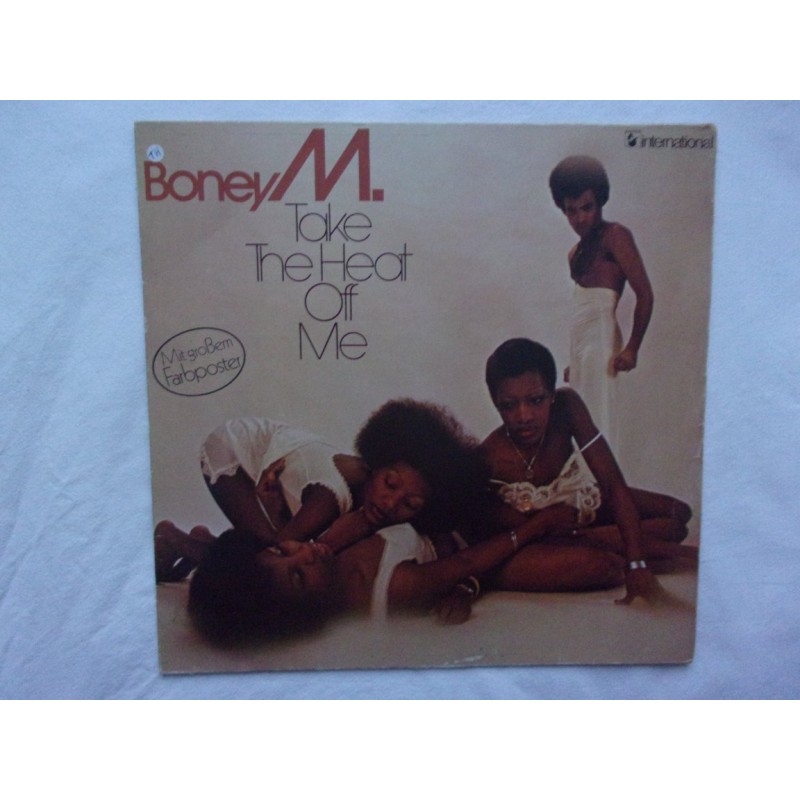 Boney M.
Take
The Heat
Off
Me
international
Mit großem
Farbposter